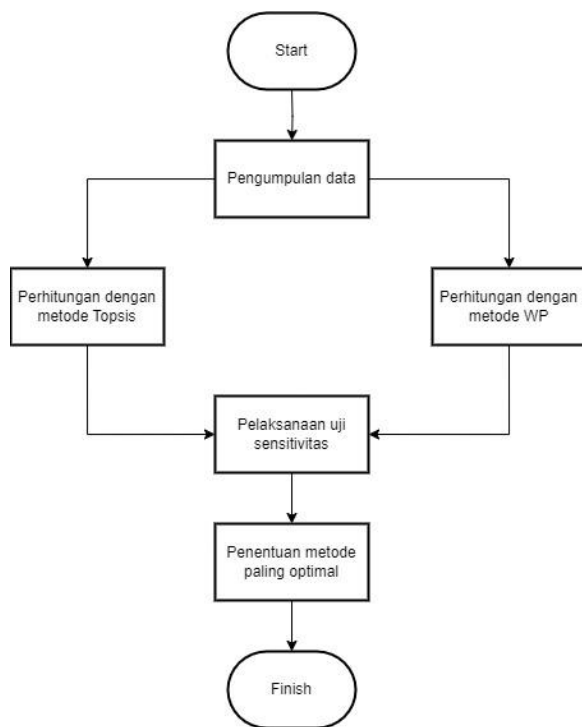 Start
Pengumpulan data
Perhitungan dengan
metode Topsis
Perhitungan dengan
metode WP
Pelaksanaan uji
sensitivitas
Penentuan metode
paling optimal
Finish